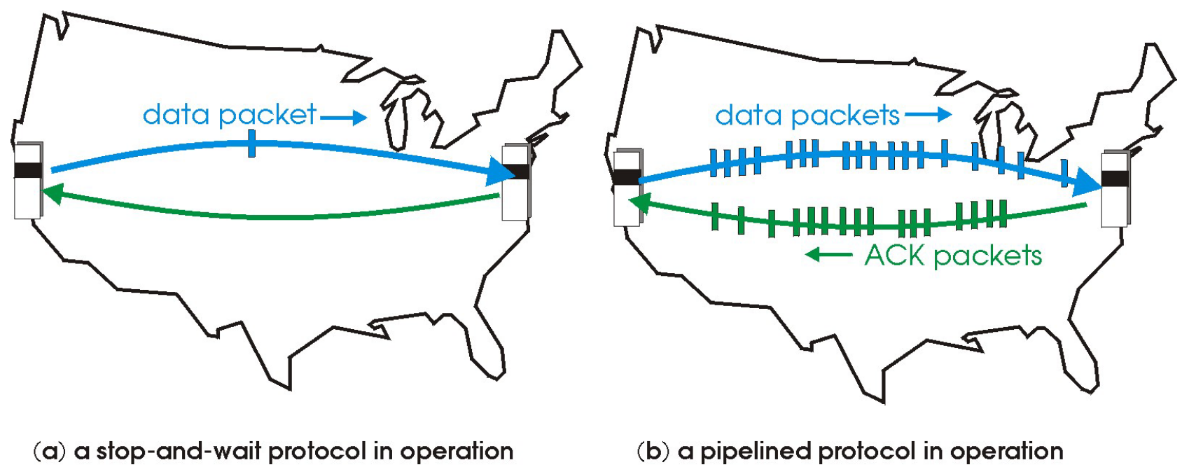 data packet
data packets
ACK packets
(a) a stop-and-wait protocol in operation
(b) a pipelined protocol in operation